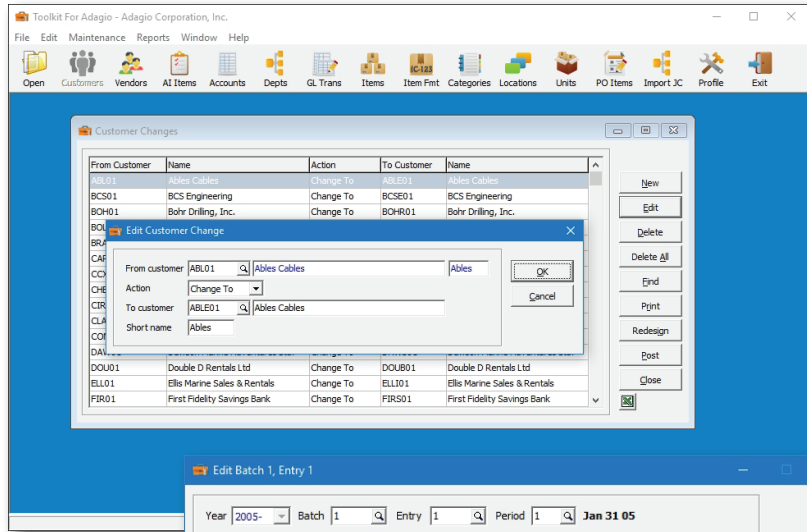 Toolkit For Adagio - Adagio Corporation, Inc.
File Edit Maintenance Reports Window Help
IC-123
Open Customers Vendors AI Items Accounts Depts GL Trans Items Item Fmt Categories Locations Units PO Items Import JC Profile Exit
Customer Changes
From Customer Name Action To Customer Name
ABL01 Ables Cables Change To ABLE01 Ables Cables
New
BCS01 BCS Engineering Change To BCSE01 BCS Engineering
Edit
BOH01 Bohr Drilling, Inc. Change To BOHR01 Bohr Drilling, Inc.
Delete
Delete All
Find
Print
Redesign
Post
Close
Edit Customer Change
From customer ABL01 Ables Cables Ables
OK
Action Change To
Cancel
To customer ABLE01 Ables Cables
Short name Ables
DOU01 Double D Rentals Ltd Change To DOUB01 Double D Rentals Ltd
ELL01 Ellis Marine Sales & Rentals Change To ELLI01 Ellis Marine Sales & Rentals
FIR01 First Fidelity Savings Bank Change To FIRS01 First Fidelity Savings Bank
Edit Batch 1, Entry 1
Year 2005- Batch 1 Entry 1 Period 1 Jan 31 05